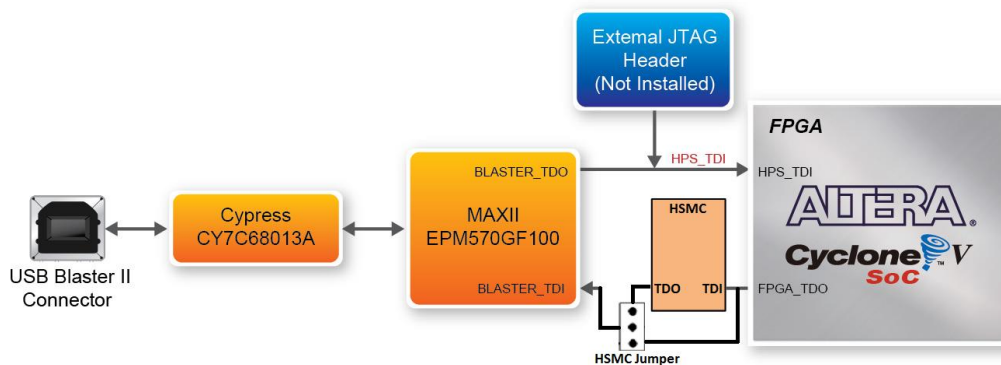 External JTAG
Header
(Not Installed)
FPGA
BLASTER_TDO
HPS_TDI
HPS_TDI
HSMC
ALTERA®
Cypress
CY7C68013A
MAXII
EPM570GF100
Cyclone™ V
SoC
USB Blaster II
Connector
BLASTER_TDI
TDO
TDI
FPGA_TDO
HSMC Jumper